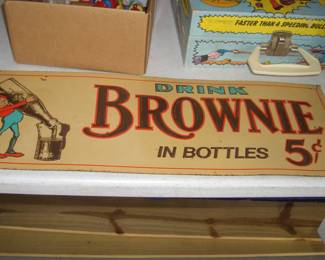 FASTER THAN A SPEEDING BULL
DRINK
BROWNIE
IN BOTTLES 5¢